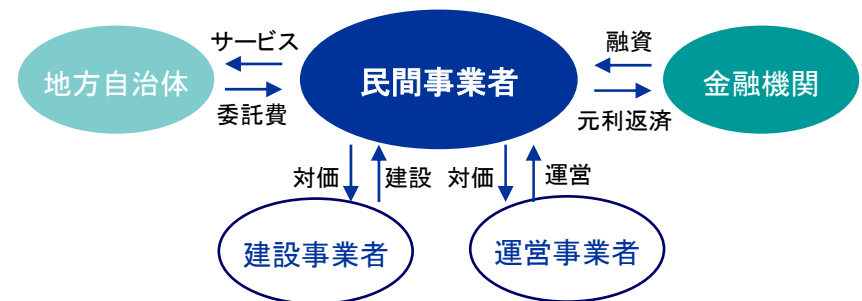 サービス
融資
地方自治体
民間事業者
金融機関
委託費
元利返済
対価
建設
対価
運営
建設事業者
運営事業者